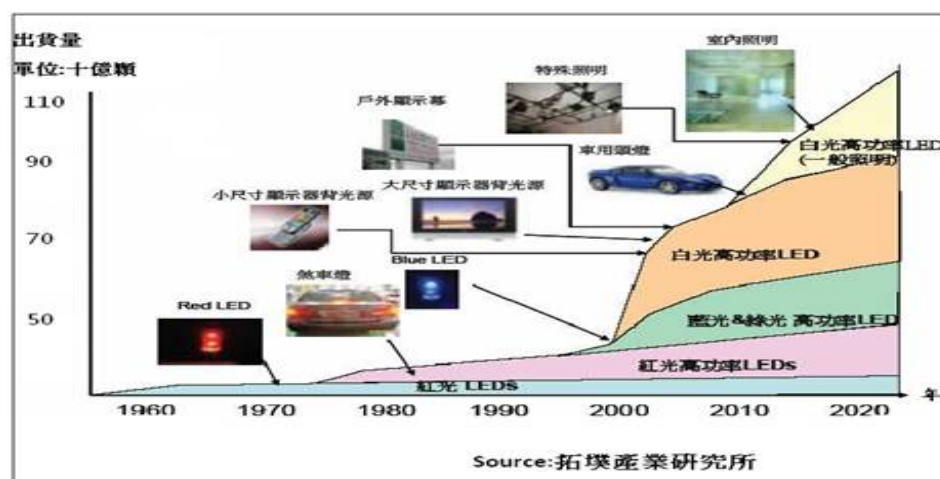 出貨量
單位:十億顆
室內照明
特殊照明
戶外顯示幕
車用頭燈
小尺寸顯示器背光源
大尺寸顯示器背光源
Blue LED
煞車燈
Red LED
110
90
70
50
白光高功率LED
(一般照明)
白光高功率LED
藍光&綠光 高功率LED
紅光高功率LEDs
紅光 LEDs
1960
1970
1980
1990
2000
2010
2020
年
Source:拓墣產業研究所